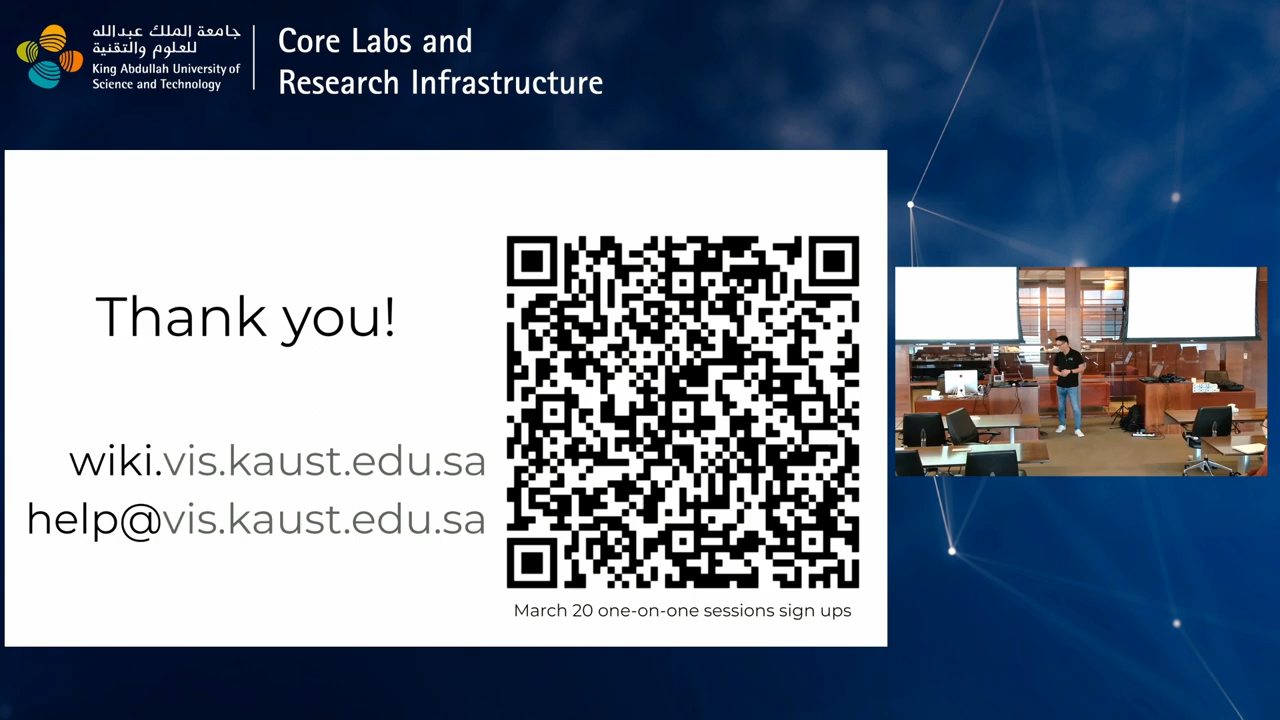 جامعة الملك عبدالله
للعلوم والتقنية
King Abdullah University of
Science and Technology
Core Labs and
Research Infrastructure
Thank you!
wiki.vis.kaust.edu.sa
help@vis.kaust.edu.sa
March 20 one-on-one sessions sign ups